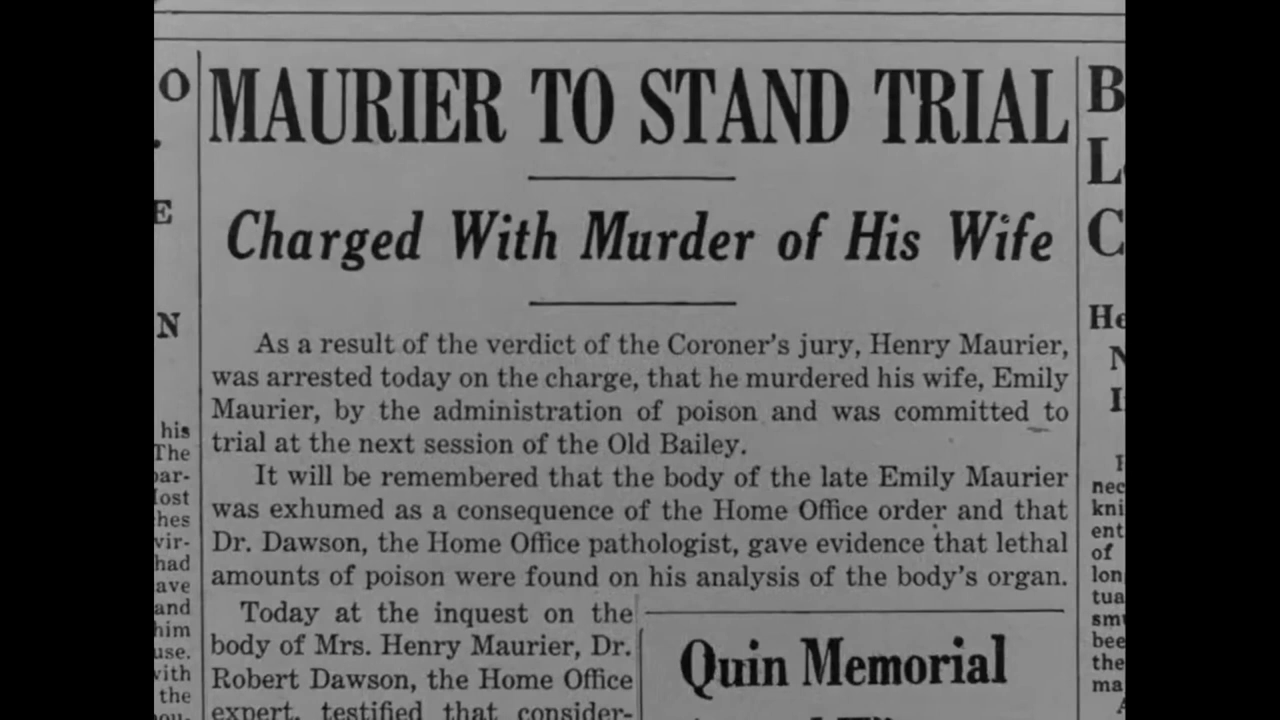 MAURIER TO STAND TRIAL
Charged With Murder of His Wife
As a result of the verdict of the Coroner's jury, Henry Maurier,
was arrested today on the charge, that he murdered his wife, Emily
Maurier, by the administration of poison and was committed to
trial at the next session of the Old Bailey.
It will be remembered that the body of the late Emily Maurier
was exhumed as a consequence of the Home Office order and that
Dr. Dawson, the Home Office pathologist, gave evidence that lethal
amounts of poison were found on his analysis of the body's organ.
Today at the inquest on the
body of Mrs. Henry Maurier, Dr.
Robert Dawson, the Home Office
expert, testified that consider-
Quin Memorial